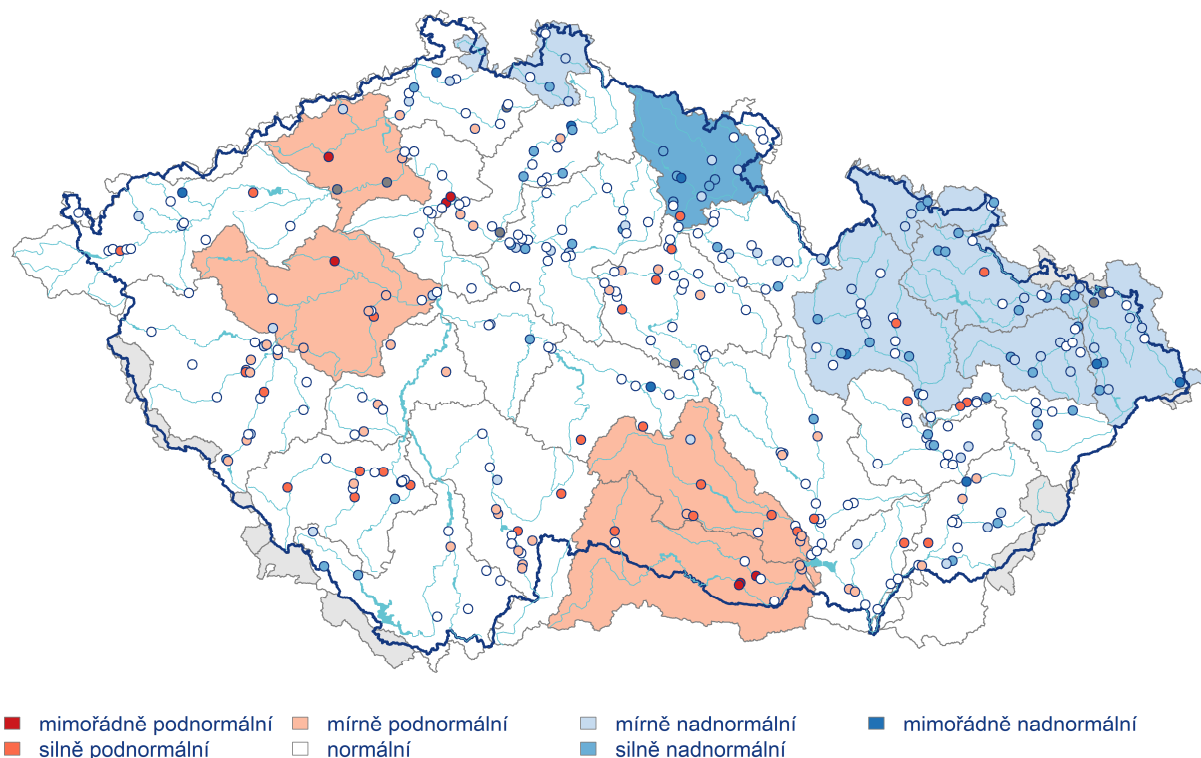 mimořádně podnormální
mírně podnormální
mírně nadnormální
mimořádně nadnormální
silně podnormální
normální
silně nadnormální